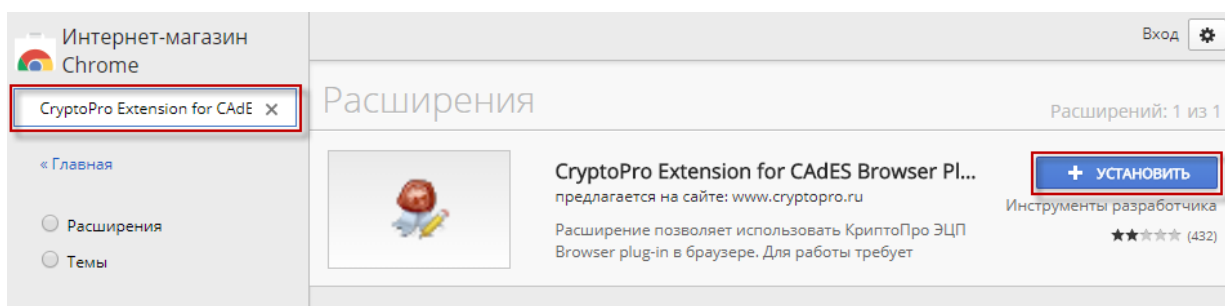 Интернет-магазин
Chrome
CryptoPro Extension for CAdE
« Главная
Расширения
Темы
Вход
Расширения
Расширений: 1 из 1
CryptoPro Extension for CAdES Browser Pl...
предлагается на сайте: www.cryptopro.ru
Расширение позволяет использовать КриптоПро ЭЦП
Browser plug-in в браузере. Для работы требует
+ УСТАНОВИТЬ
Инструменты разработчика
(432)